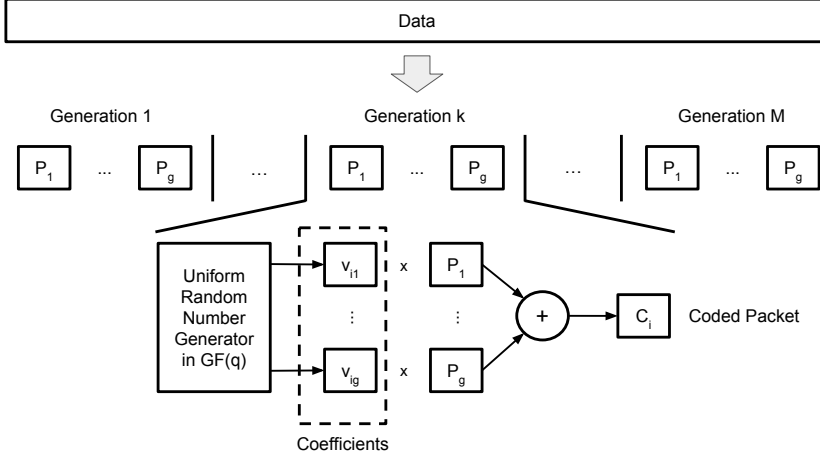 Data
Generation 1 Generation k Generation M
P1 ... Pg ... P1 ... Pg ... P1 ... Pg
Uniform
Random
Number
Generator
in GF(q)
vi1 x P1
⋮ ⋮
+ Ci Coded Packet
vig x Pg
Coefficients